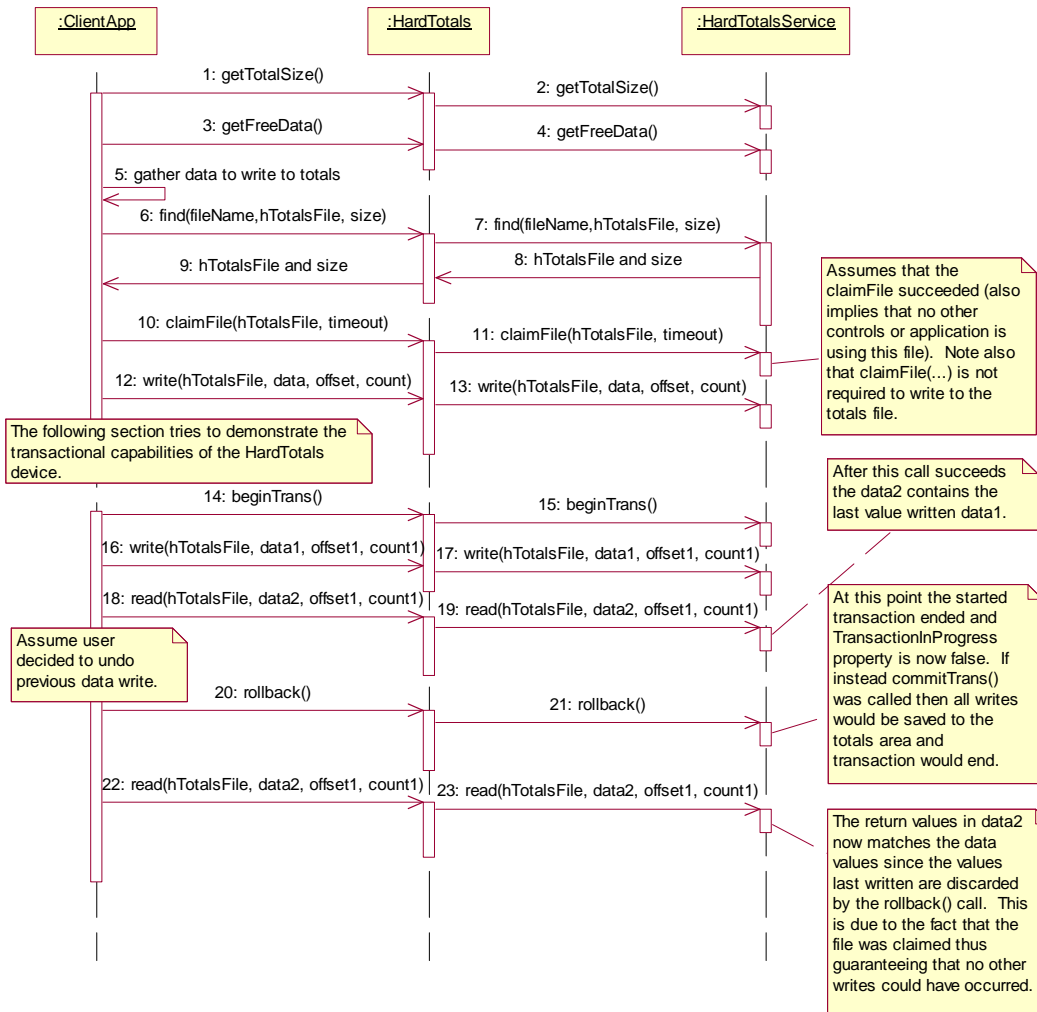 :ClientApp
:HardTotals
:HardTotalsService
1: getTotalSize()
2: getTotalSize()
3: getFreeData()
4: getFreeData()
5: gather data to write to totals
6: find(fileName,hTotalsFile, size)
7: find(fileName,hTotalsFile, size)
8: hTotalsFile and size
9: hTotalsFile and size
Assumes that the
claimFile succeeded (also
implies that no other
controls or application is
using this file). Note also
that claimFile(...) is not
required to write to the
totals file.
10: claimFile(hTotalsFile, timeout)
11: claimFile(hTotalsFile, timeout)
12: write(hTotalsFile, data, offset, count)
13: write(hTotalsFile, data, offset, count)
The following section tries to demonstrate the
transactional capabilities of the HardTotals
device.
After this call succeeds
the data2 contains the
last value written data1.
14: beginTrans()
15: beginTrans()
16: write(hTotalsFile, data1, offset1, count1)
17: write(hTotalsFile, data1, offset1, count1)
18: read(hTotalsFile, data2, offset1, count1)
19: read(hTotalsFile, data2, offset1, count1)
At this point the started
transaction ended and
TransactionInProgress
property is now false. If
instead commitTrans()
was called then all writes
would be saved to the
totals area and
transaction would end.
Assume user
decided to undo
previous data write.
20: rollback()
21: rollback()
22: read(hTotalsFile, data2, offset1, count1)
23: read(hTotalsFile, data2, offset1, count1)
The return values in data2
now matches the data
values since the values
last written are discarded
by the rollback() call. This
is due to the fact that the
file was claimed thus
guaranteeing that no other
writes could have occurred.